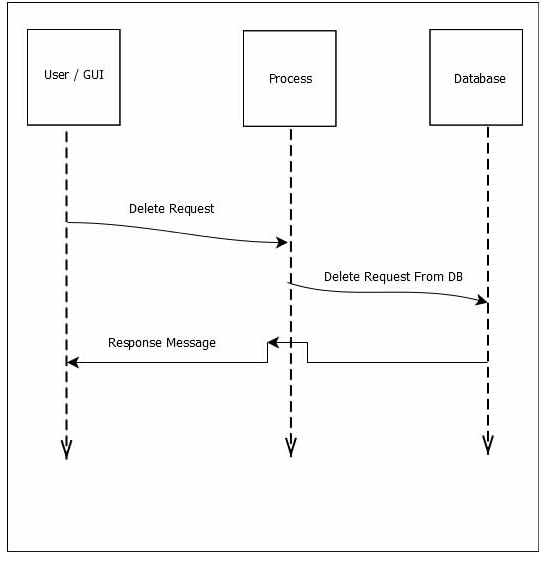 User / GUI
Process
Database
Delete Request
Delete Request From DB
Response Message